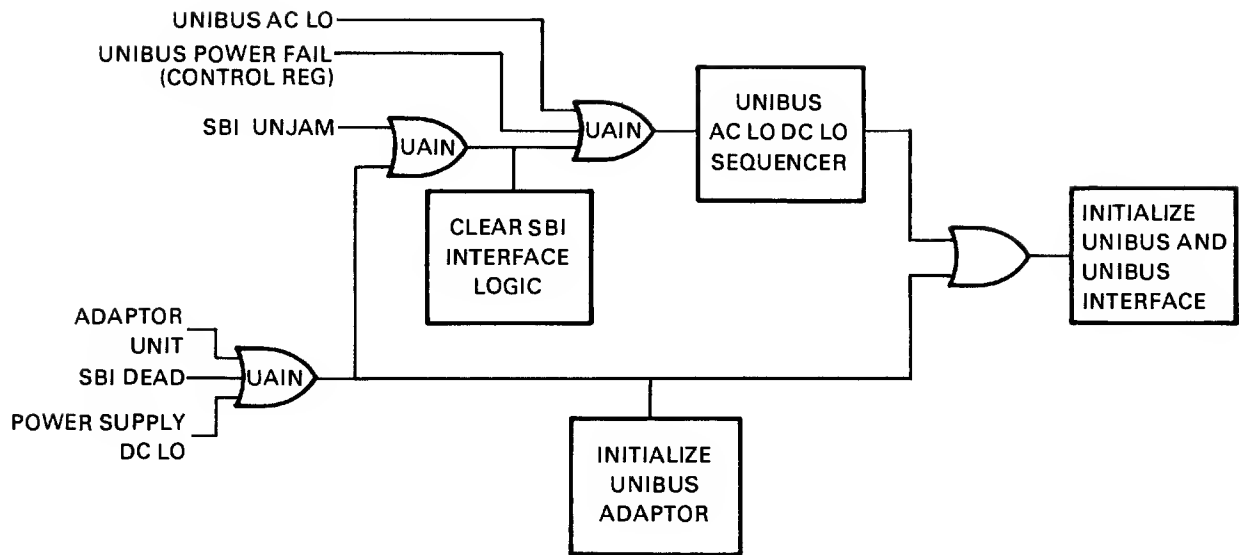 UNIBUS AC LO
UNIBUS POWER FAIL
(CONTROL REG)
SBI UNJAM
UAIN
UAIN
UNIBUS
AC LO DC LO
SEQUENCER
CLEAR SBI
INTERFACE
LOGIC
INITIALIZE
UNIBUS AND
UNIBUS
INTERFACE
ADAPTOR
UNIT
SBI DEAD
POWER SUPPLY
DC LO
UAIN
INITIALIZE
UNIBUS
ADAPTOR